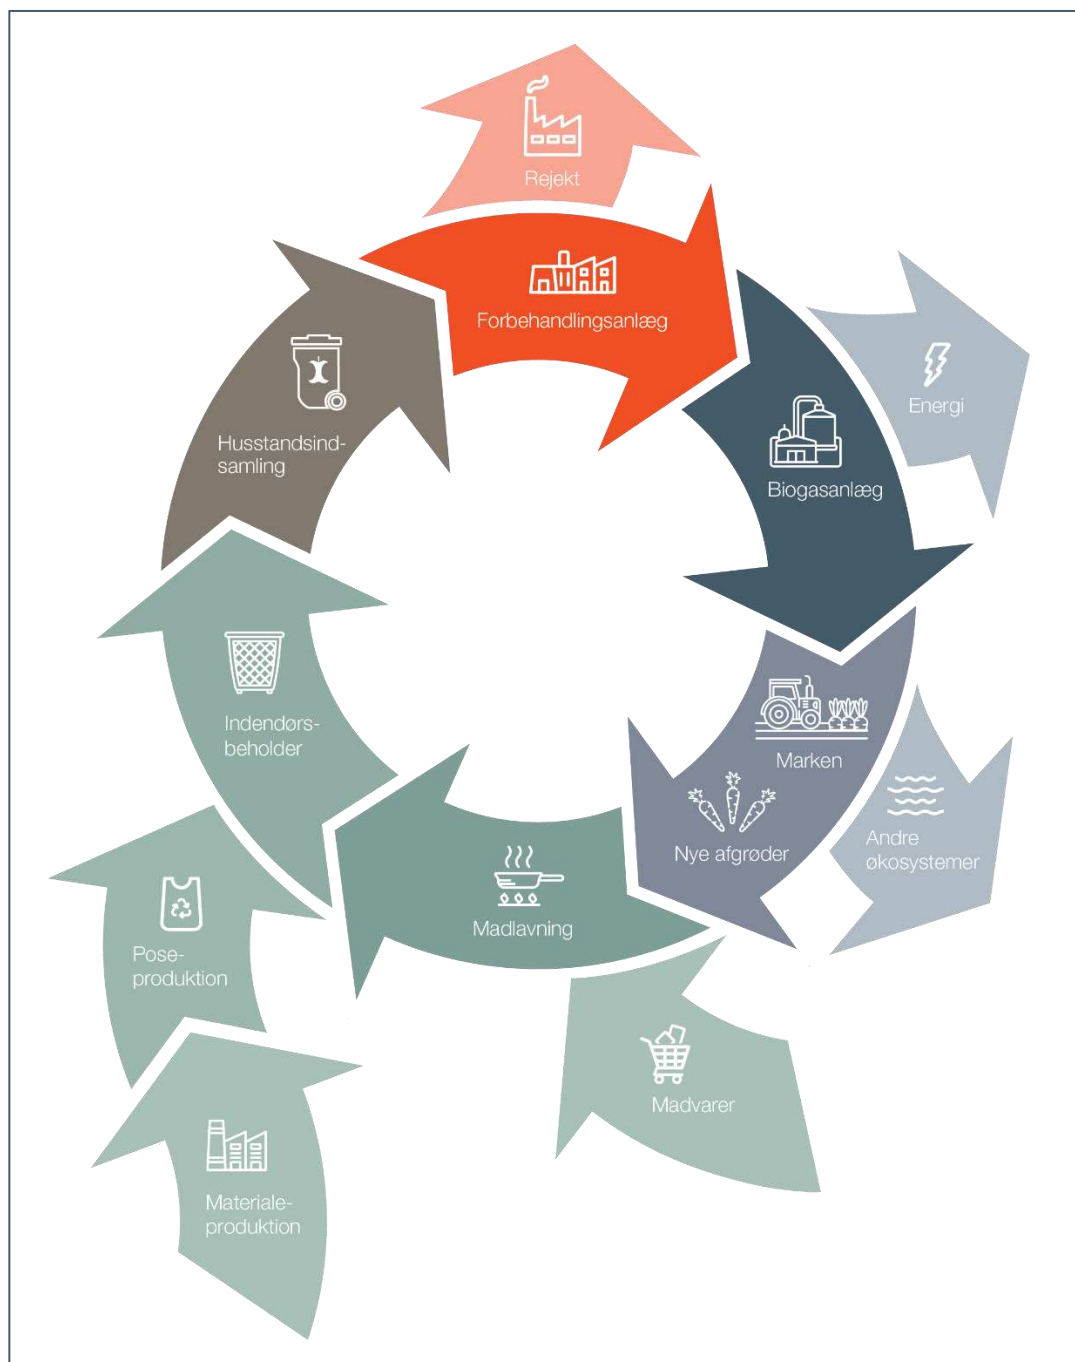 Rejekt
Forbehandlingsanlæg
Energi
Husstandsind-
samling
Biogasanlæg
Indendørs-
beholder
Marken
Nye afgrøder
Andre
økosystemer
Madlavning
Pose-
produktion
Madvarer
Materiale-
produktion